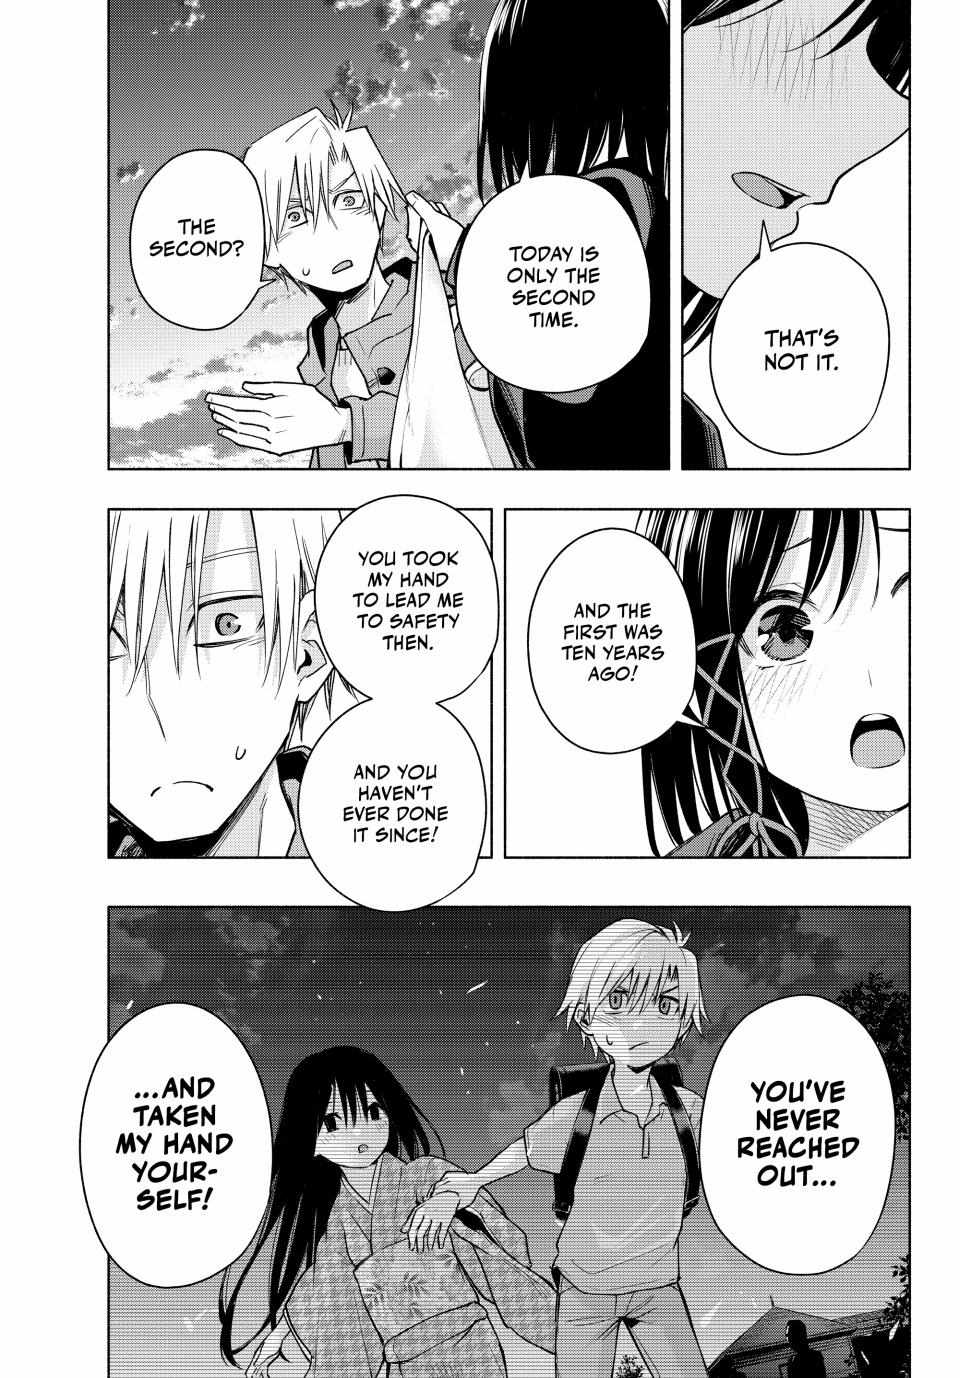 THAT'S
NOT IT.
TODAY IS
ONLY THE
SECOND
TIME.
THE
SECOND?
AND THE
FIRST WAS
TEN YEARS
AGO!
YOU TOOK
MY HAND
TO LEAD ME
TO SAFETY
THEN.
AND YOU
HAVEN'T
EVER DONE
IT SINCE!
YOU'VE
NEVER
REACHED
OUT...
...AND
TAKEN
MY HAND
YOUR-
SELF!